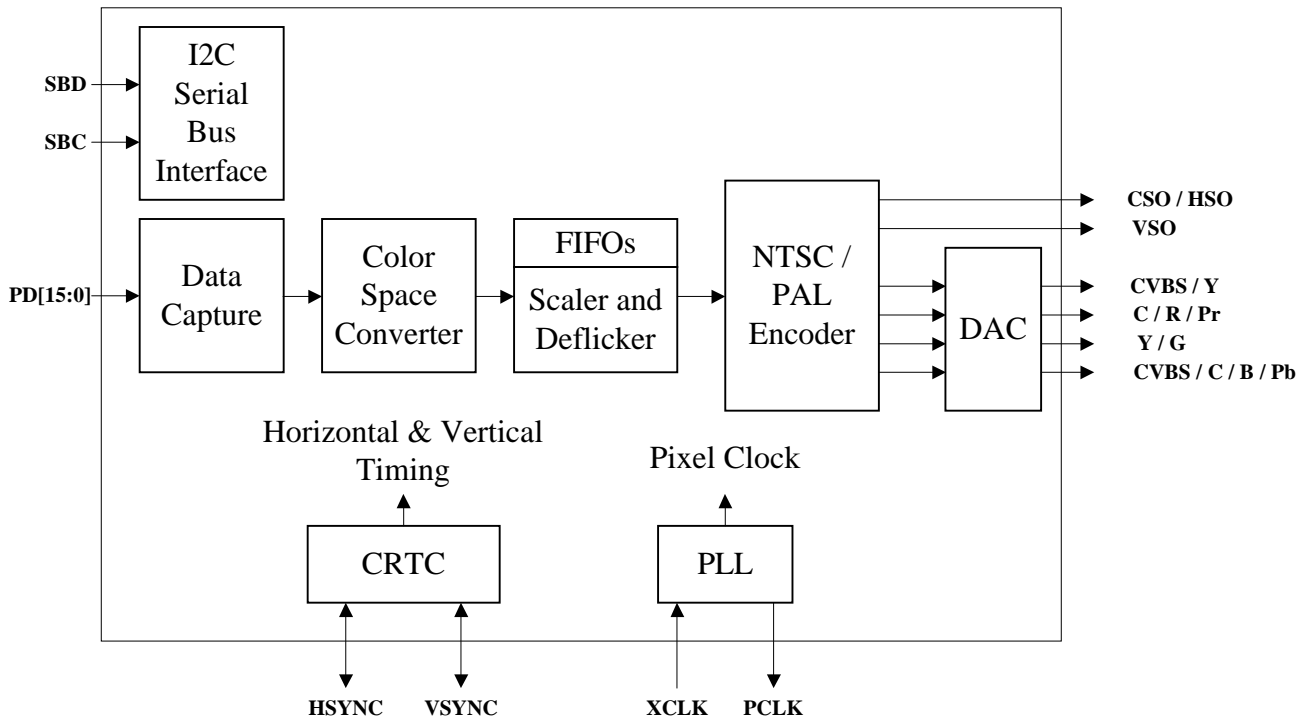 SBD
SBC
I2C
Serial
Bus
Interface
PD[15:0]
Data
Capture
Color
Space
Converter
FIFOs
Scaler and
Deflicker
NTSC /
PAL
Encoder
DAC
CSO / HSO
VSO
CVBS / Y
C / R / Pr
Y / G
CVBS / C / B / Pb
Horizontal & Vertical
Timing
CRTC
Pixel Clock
PLL
HSYNC
VSYNC
XCLK
PCLK